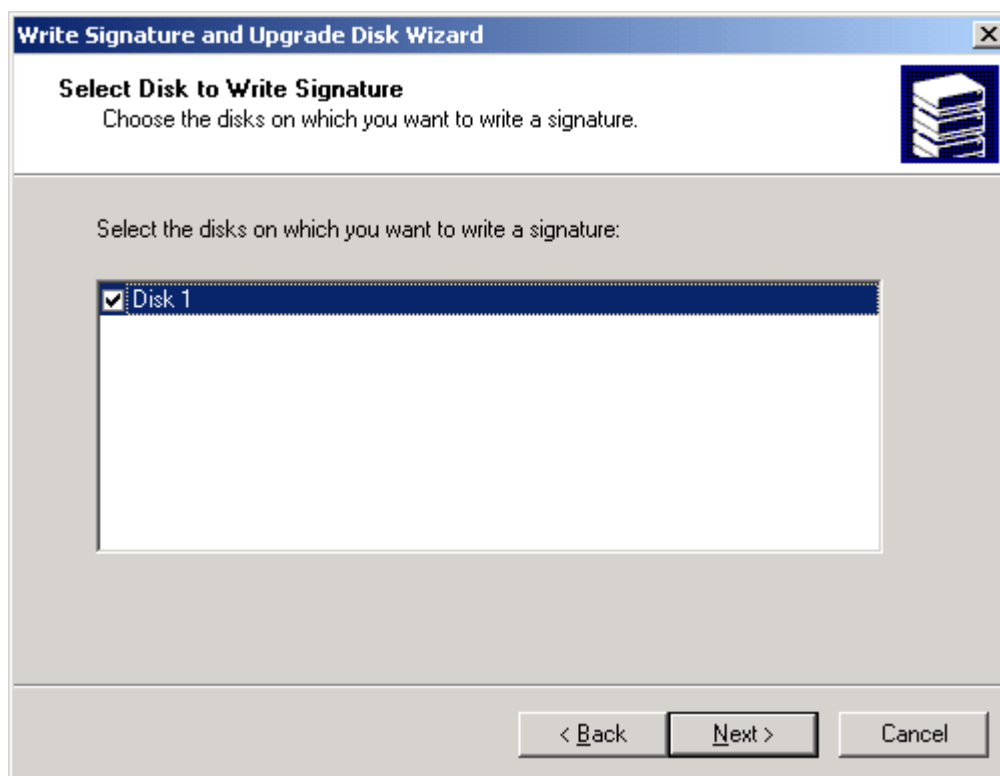 Write Signature and Upgrade Disk Wizard
Select Disk to Write Signature
Choose the disks on which you want to write a signature.
Select the disks on which you want to write a signature:
Disk 1
< Back Next > Cancel